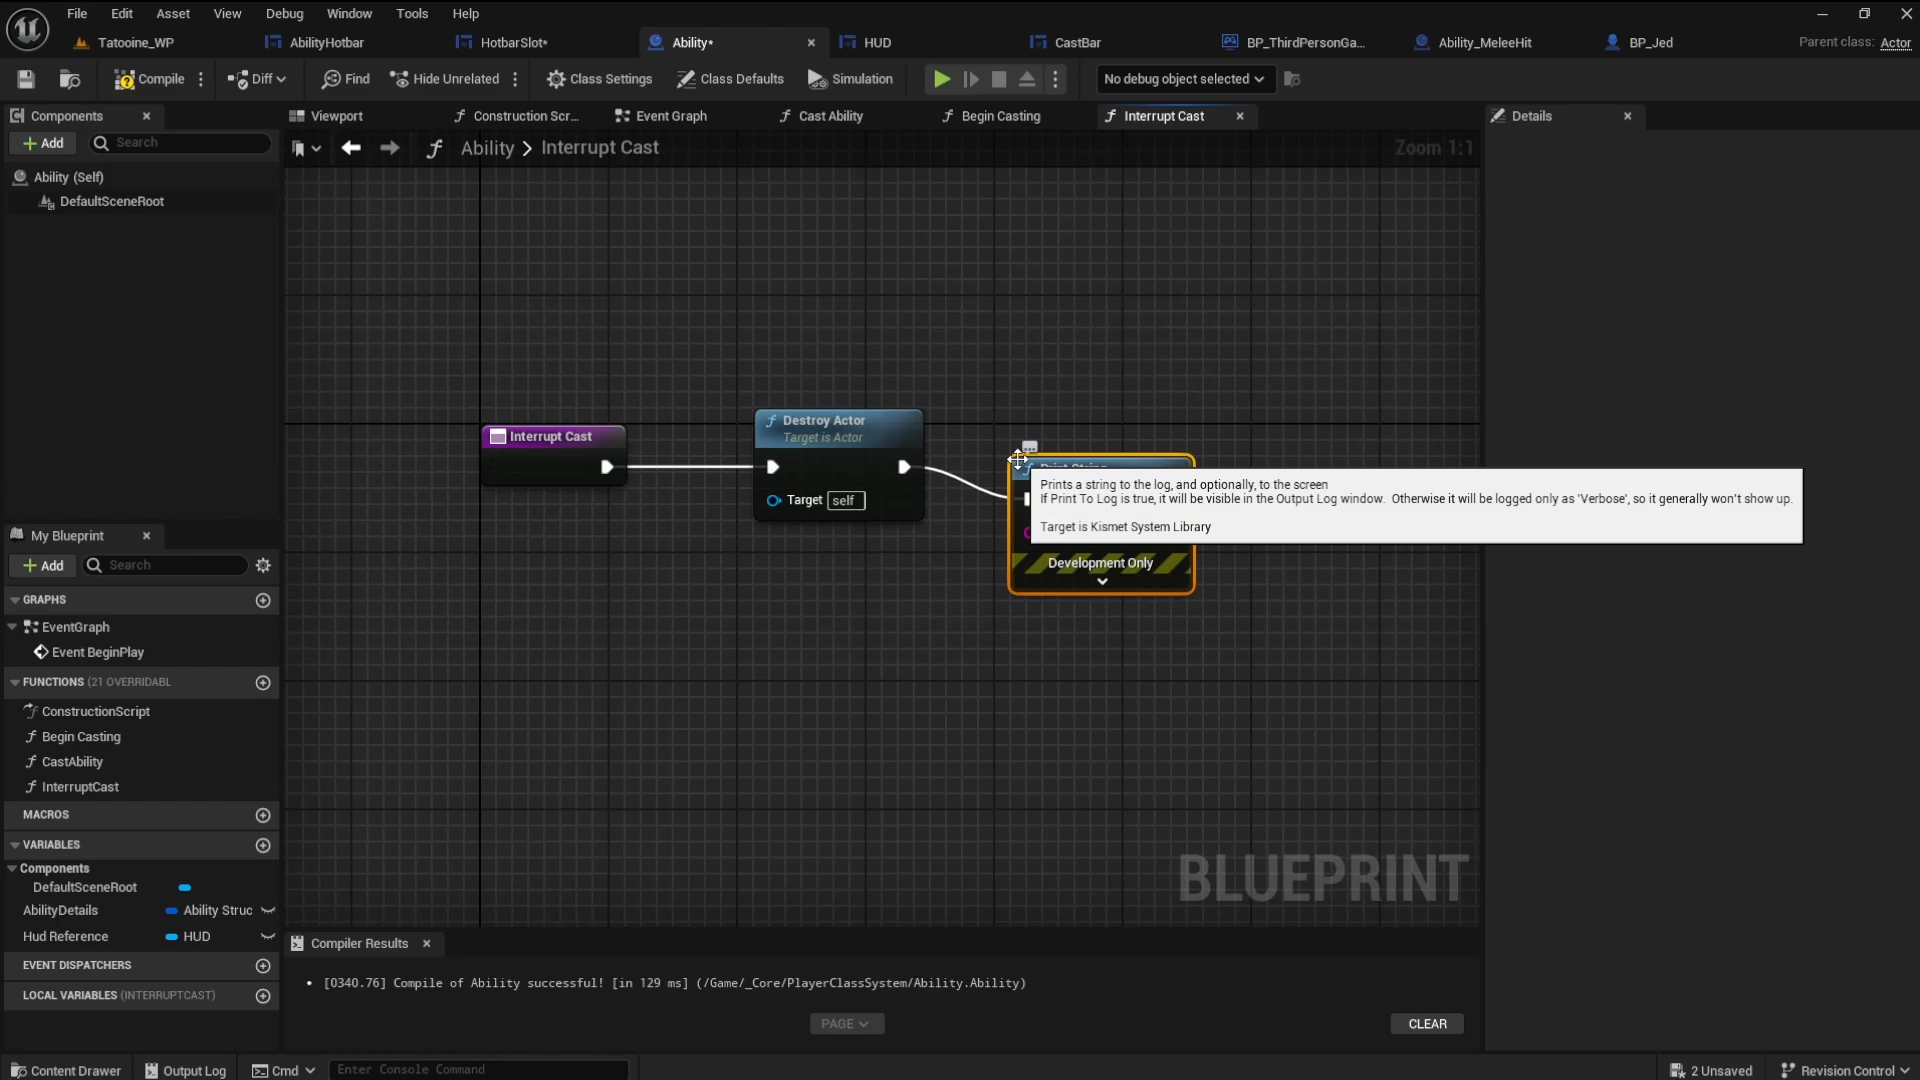 File Edit Asset View Debug Window Tools Help
Tatooine_WP AbilityHotbar HotbarSlot* Ability* HUD CastBar BP_ThirdPersonGa... Ability_MeleeHit BP_Jed Parent class: Actor
Compile Diff Find Hide Unrelated Class Settings Class Defaults Simulation No debug object selected
Components Viewport Construction Scr... Event Graph Cast Ability Begin Casting Interrupt Cast Details
Add Search
Ability > Interrupt Cast Zoom 1:1
Ability (Self)
DefaultSceneRoot
Interrupt Cast
Destroy Actor
Target is Actor
Target self
Print String
Prints a string to the log, and optionally, to the screen
If Print To Log is true, it will be visible in the Output Log window. Otherwise it will be logged only as 'Verbose', so it generally won't show up.
Target is Kismet System Library
Development Only
My Blueprint
Add Search
GRAPHS
EventGraph
Event BeginPlay
FUNCTIONS (21 OVERRIDABL
ConstructionScript
Begin Casting
CastAbility
InterruptCast
MACROS
VARIABLES
Components
DefaultSceneRoot
AbilityDetails Ability Struc
Hud Reference HUD
EVENT DISPATCHERS
LOCAL VARIABLES (INTERRUPTCAST)
BLUEPRINT
Compiler Results
[0340.76] Compile of Ability successful! [in 129 ms] (/Game/_Core/PlayerClassSystem/Ability.Ability)
PAGE CLEAR
Content Drawer Output Log Cmd Enter Console Command 2 Unsaved Revision Control